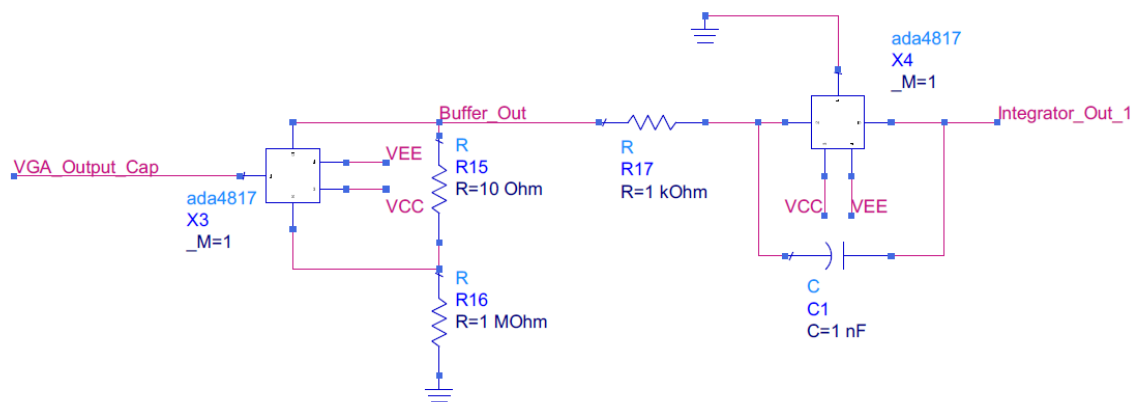 VGA_Output_Cap
ada4817
X3
_M=1
VEE
VCC
Buffer_Out
R
R15
R=10 Ohm
R
R16
R=1 MOhm
R
R17
R=1 kOhm
ada4817
X4
_M=1
Integrator_Out_1
VCC
VEE
C
C1
C=1 nF